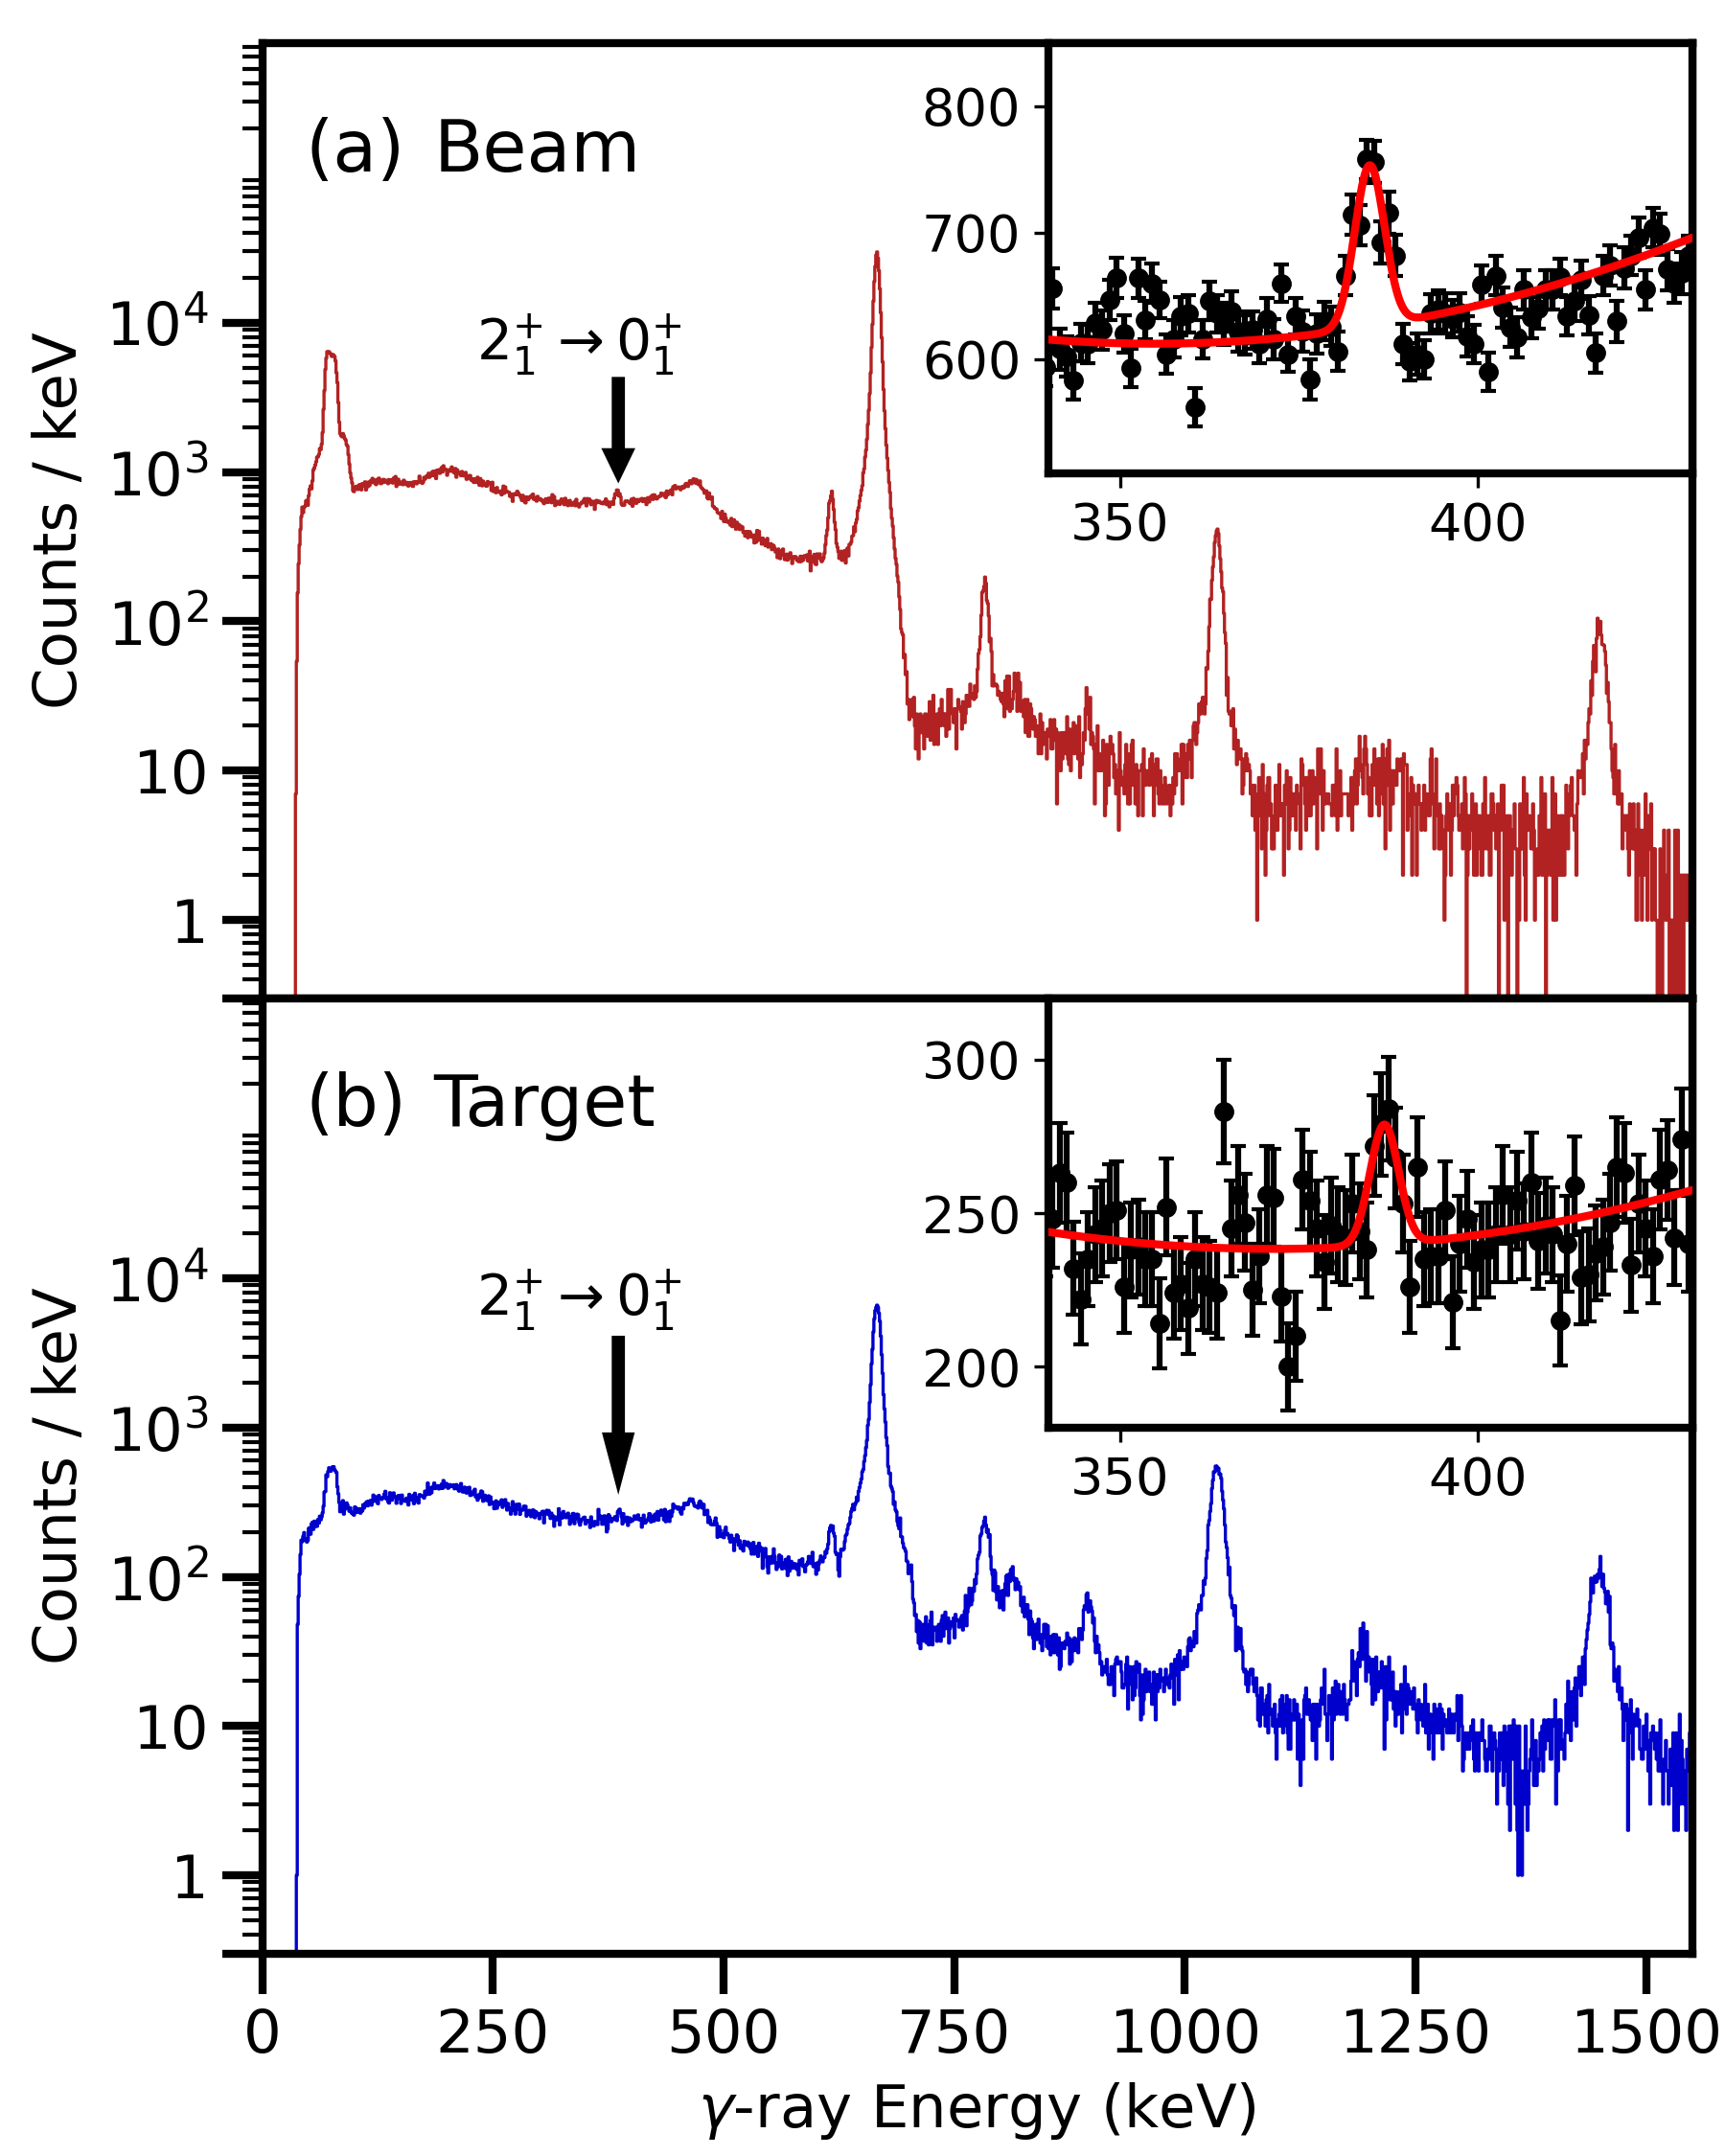 (a) Beam
800
700
600
350 400
2₁⁺ → 0₁⁺
10⁴
10³
10²
10
1
Counts / keV
(b) Target
300
250
200
350 400
2₁⁺ → 0₁⁺
10⁴
10³
10²
10
1
Counts / keV
0 250 500 750 1000 1250 1500
γ-ray Energy (keV)